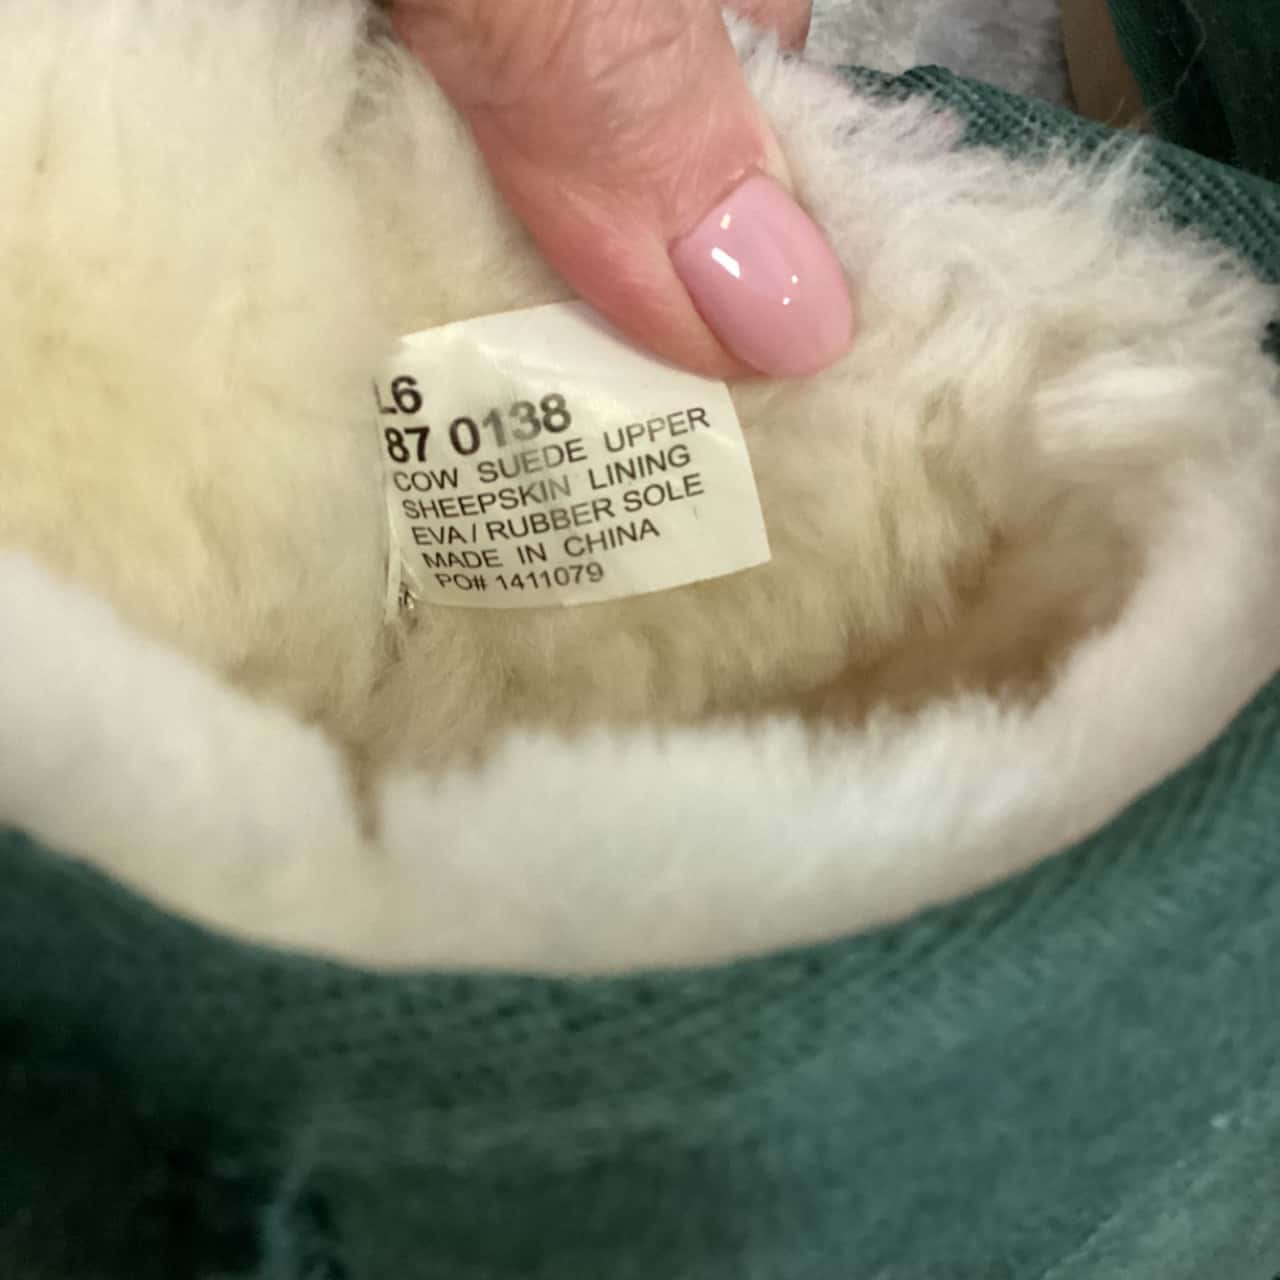 L6
87 0138
COW SUEDE UPPER
SHEEPSKIN LINING
EVA / RUBBER SOLE
MADE IN CHINA
PO# 1411079